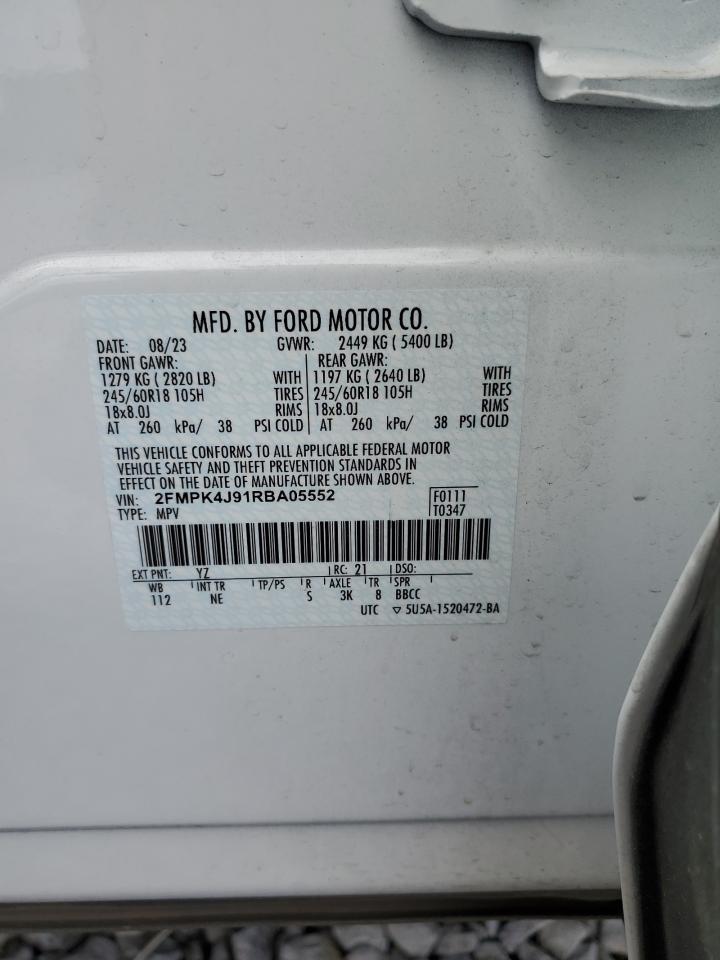 MFD. BY FORD MOTOR CO.
DATE: 08/23 GVWR: 2449 KG ( 5400 LB)
FRONT GAWR: REAR GAWR:
1279 KG ( 2820 LB) WITH 1197 KG ( 2640 LB) WITH
245/60R18 105H TIRES 245/60R18 105H TIRES
18x8.0J RIMS 18x8.0J RIMS
AT 260 kPa/ 38 PSI COLD AT 260 kPa/ 38 PSI COLD
THIS VEHICLE CONFORMS TO ALL APPLICABLE FEDERAL MOTOR
VEHICLE SAFETY AND THEFT PREVENTION STANDARDS IN
EFFECT ON THE DATE OF MANUFACTURE SHOWN ABOVE.
VIN: 2FMPK4J91RBA05552 F0111
TYPE: MPV T0347
EXT PNT: YZ RC: 21 DSO:
WB INT TR TP/PS R AXLE TR SPR
112 NE S 3K 8 BBCC
UTC ▽ 5U5A-1520472-BA